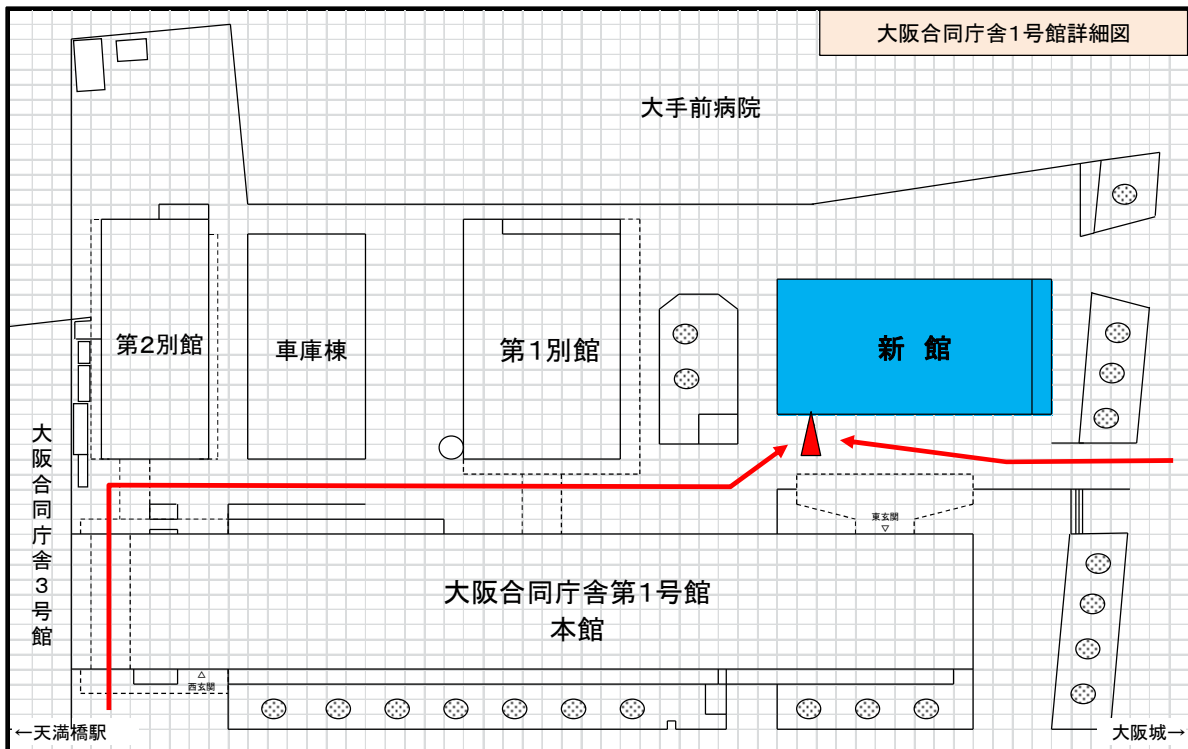 大阪合同庁舎1号館詳細図
大手前病院
第2別館
車庫棟
第1別館
新 館
大阪合同庁舎3号館
東玄関
▽
大阪合同庁舎第1号館
本館
△
西玄関
←天満橋駅
大阪城→